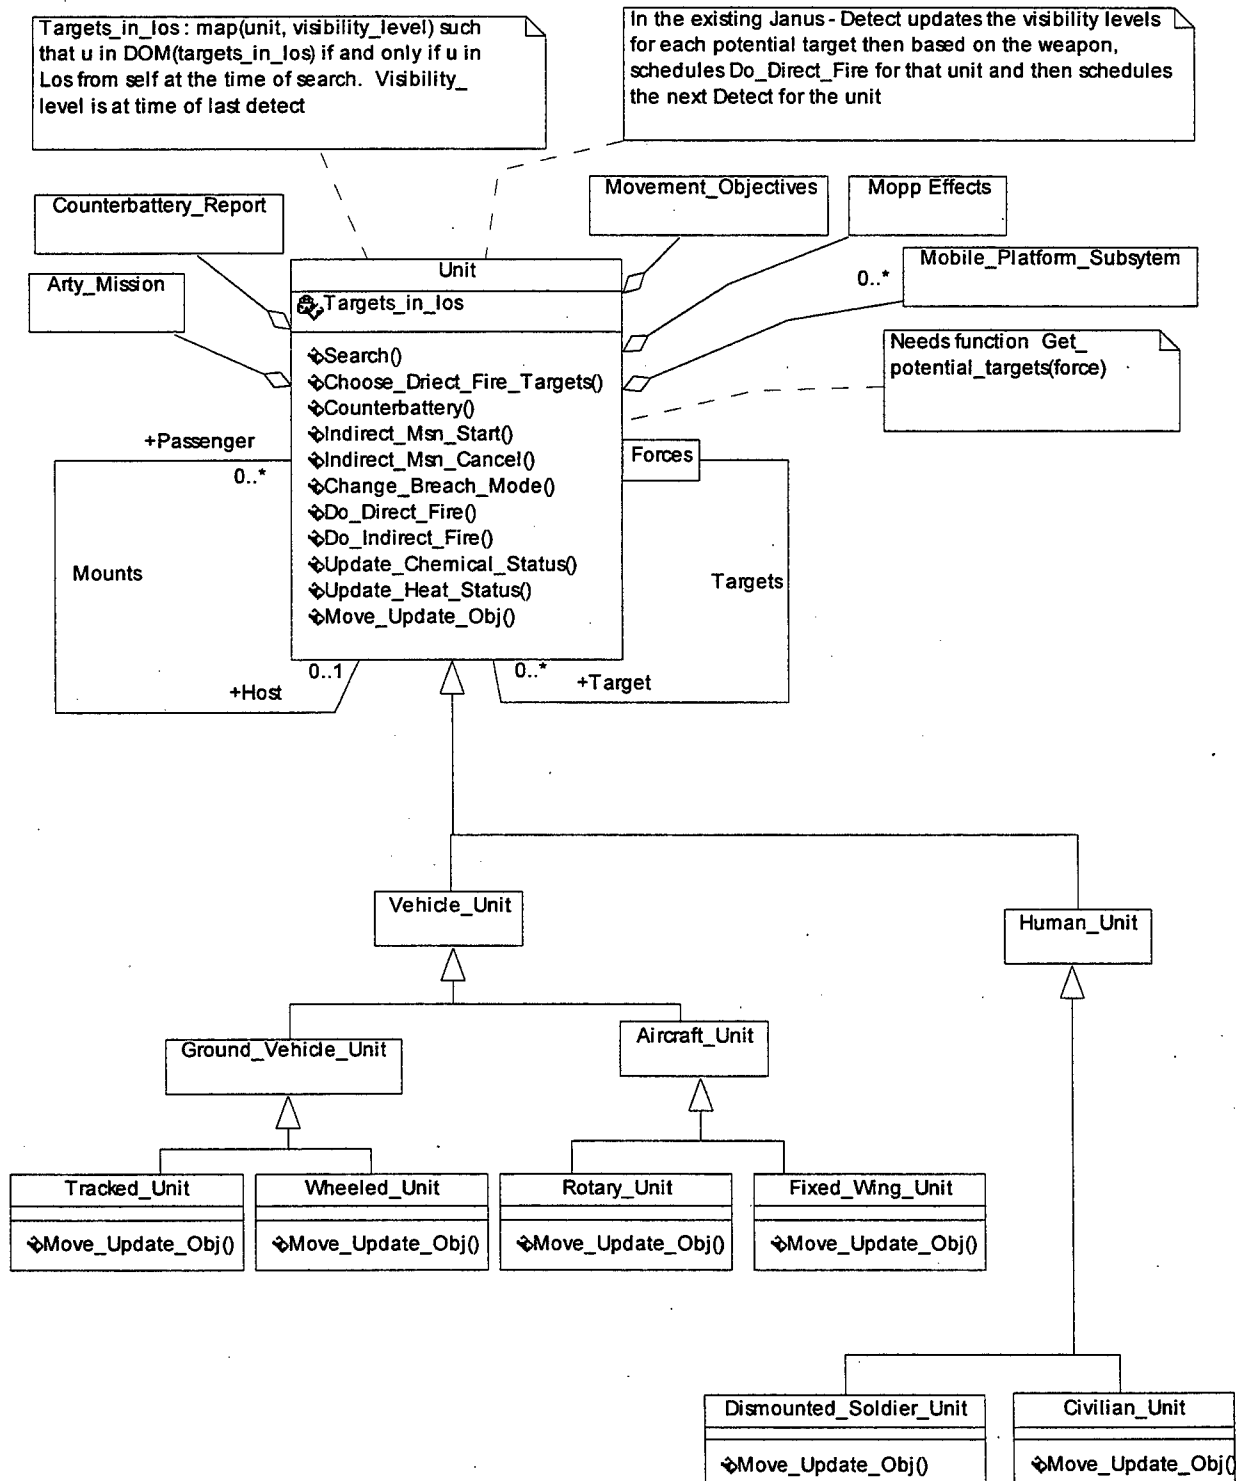 Targets_in_los : map(unit, visibility_level) such
that u in DOM(targets_in_los) if and only if u in
Los from self at the time of search. Visibility_
level is at time of last detect
In the existing Janus - Detect updates the visibility levels
for each potential target then based on the weapon,
schedules Do_Direct_Fire for that unit and then schedules
the next Detect for the unit
Counterbattery_Report
Movement_Objectives
Mopp Effects
Arty_Mission
Unit
Mobile_Platform_Subsytem
0..*
Targets_in_los
Needs function Get_
potential_targets(force)
Search()
Choose_Driect_Fire_Targets()
Counterbattery()
Indirect_Msn_Start()
Indirect_Msn_Cancel()
Change_Breach_Mode()
Do_Direct_Fire()
Do_Indirect_Fire()
Update_Chemical_Status()
Update_Heat_Status()
Move_Update_Obj()
+Passenger
0..*
Forces
Mounts
Targets
0..1
+Host
0..*
+Target
Vehicle_Unit
Human_Unit
Ground_Vehicle_Unit
Aircraft_Unit
Tracked_Unit
Move_Update_Obj()
Wheeled_Unit
Move_Update_Obj()
Rotary_Unit
Move_Update_Obj()
Fixed_Wing_Unit
Move_Update_Obj()
Dismounted_Soldier_Unit
Move_Update_Obj()
Civilian_Unit
Move_Update_Obj()